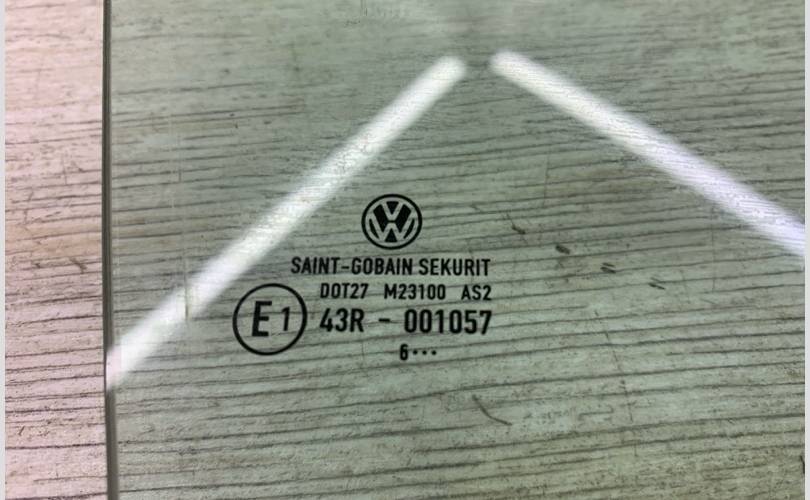 SAINT-GOBAIN SEKURIT
DOT27 M23100 AS2
E1 43R - 001057
6•••